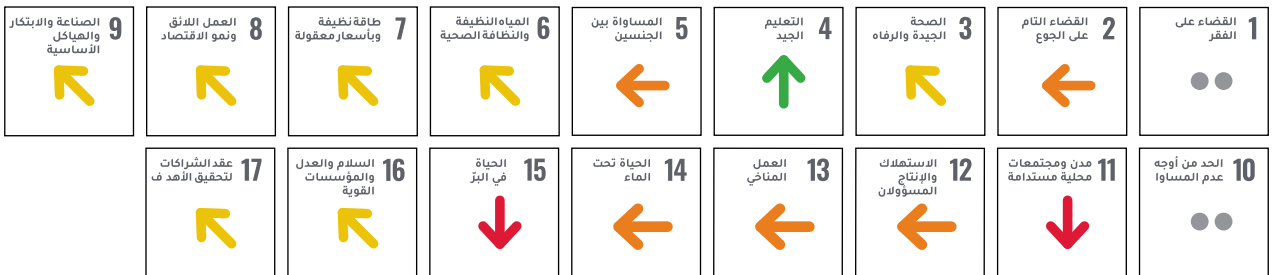 1 القضاء على
الفقر
2 القضاء التام
على الجوع
3 الصحة
الجيدة والرفاه
4 التعليم
الجيد
5 المساواة بين
الجنسين
6 المياه النظيفة
والنظافة الصحية
7 طاقة نظيفة
وبأسعار معقولة
8 العمل اللائق
ونمو الاقتصاد
9 الصناعة والابتكار
والهياكل
الأساسية
10 الحد من أوجه
عدم المساوا
11 مدن ومجتمعات
محلية مستدامة
12 الاستهلاك
والإنتاج
المسؤولان
13 العمل
المناخي
14 الحياة تحت
الماء
15 الحياة
في البرّ
16 السلام والعدل
والمؤسسات
القوية
17 عقد الشراكات
لتحقيق الأهد ف